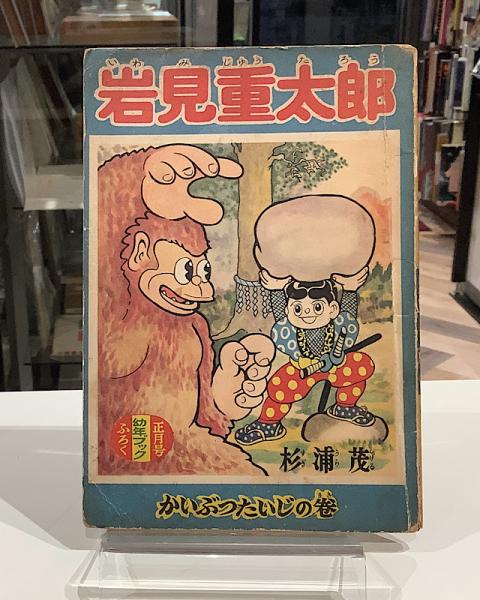 いわみじゅうたろう
岩見重太郎
正月号
幼年ブック
ふろく
すぎうらしげる
杉浦茂
かいぶつたいじの巻